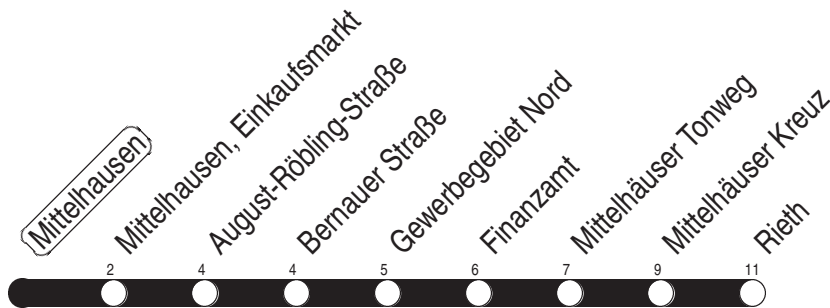 Mittelhausen
Mittelhausen, Einkaufsmarkt
August-Röbling-Straße
Bernauer Straße
Gewerbegebiet Nord
Finanzamt
Mittelhäuser Tonweg
Mittelhäuser Kreuz
Rieth
2 4 4 5 6 7 9 11